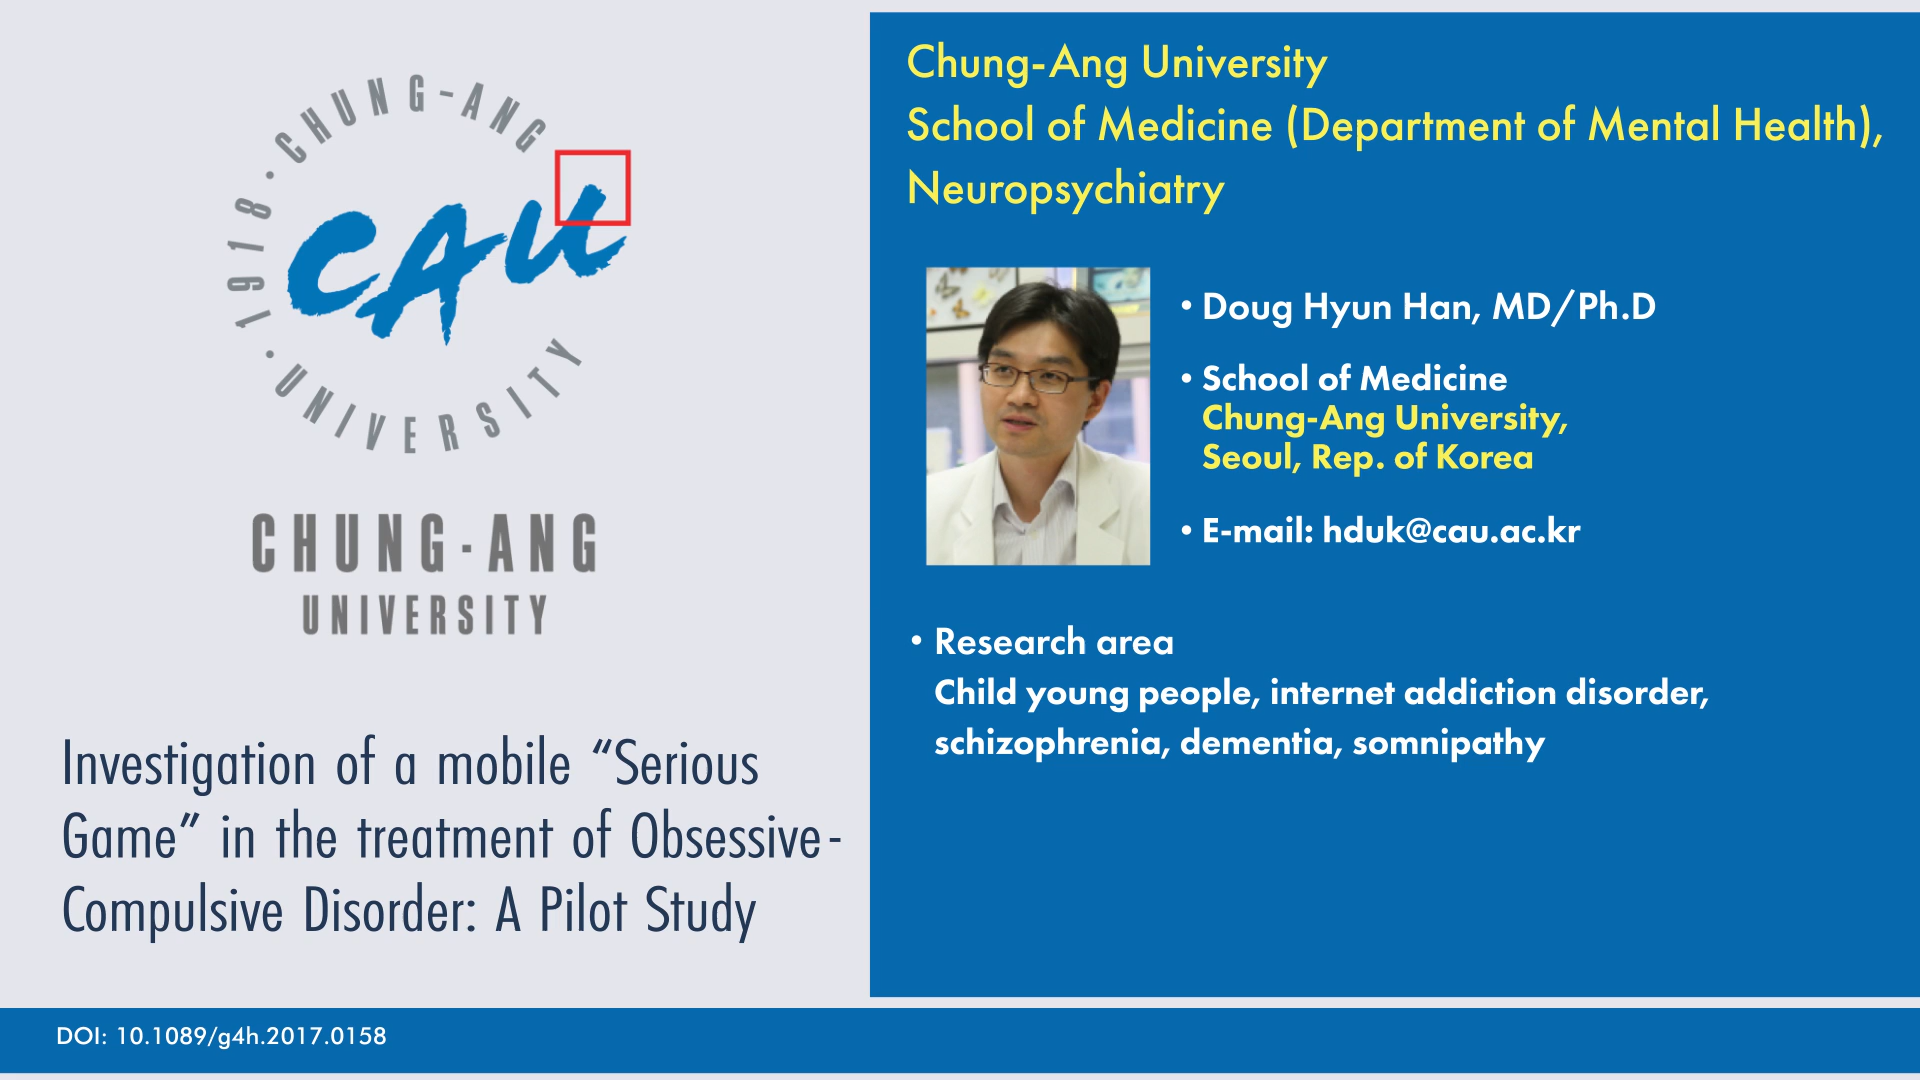 1918 · CHUNG-ANG
CAU
· UNIVERSITY
CHUNG-ANG
UNIVERSITY
Investigation of a mobile “Serious
Game” in the treatment of Obsessive-
Compulsive Disorder: A Pilot Study
Chung-Ang University
School of Medicine (Department of Mental Health),
Neuropsychiatry
• Doug Hyun Han, MD/Ph.D
• School of Medicine
Chung-Ang University,
Seoul, Rep. of Korea
• E-mail: hduk@cau.ac.kr
• Research area
Child young people, internet addiction disorder,
schizophrenia, dementia, somnipathy
DOI: 10.1089/g4h.2017.0158